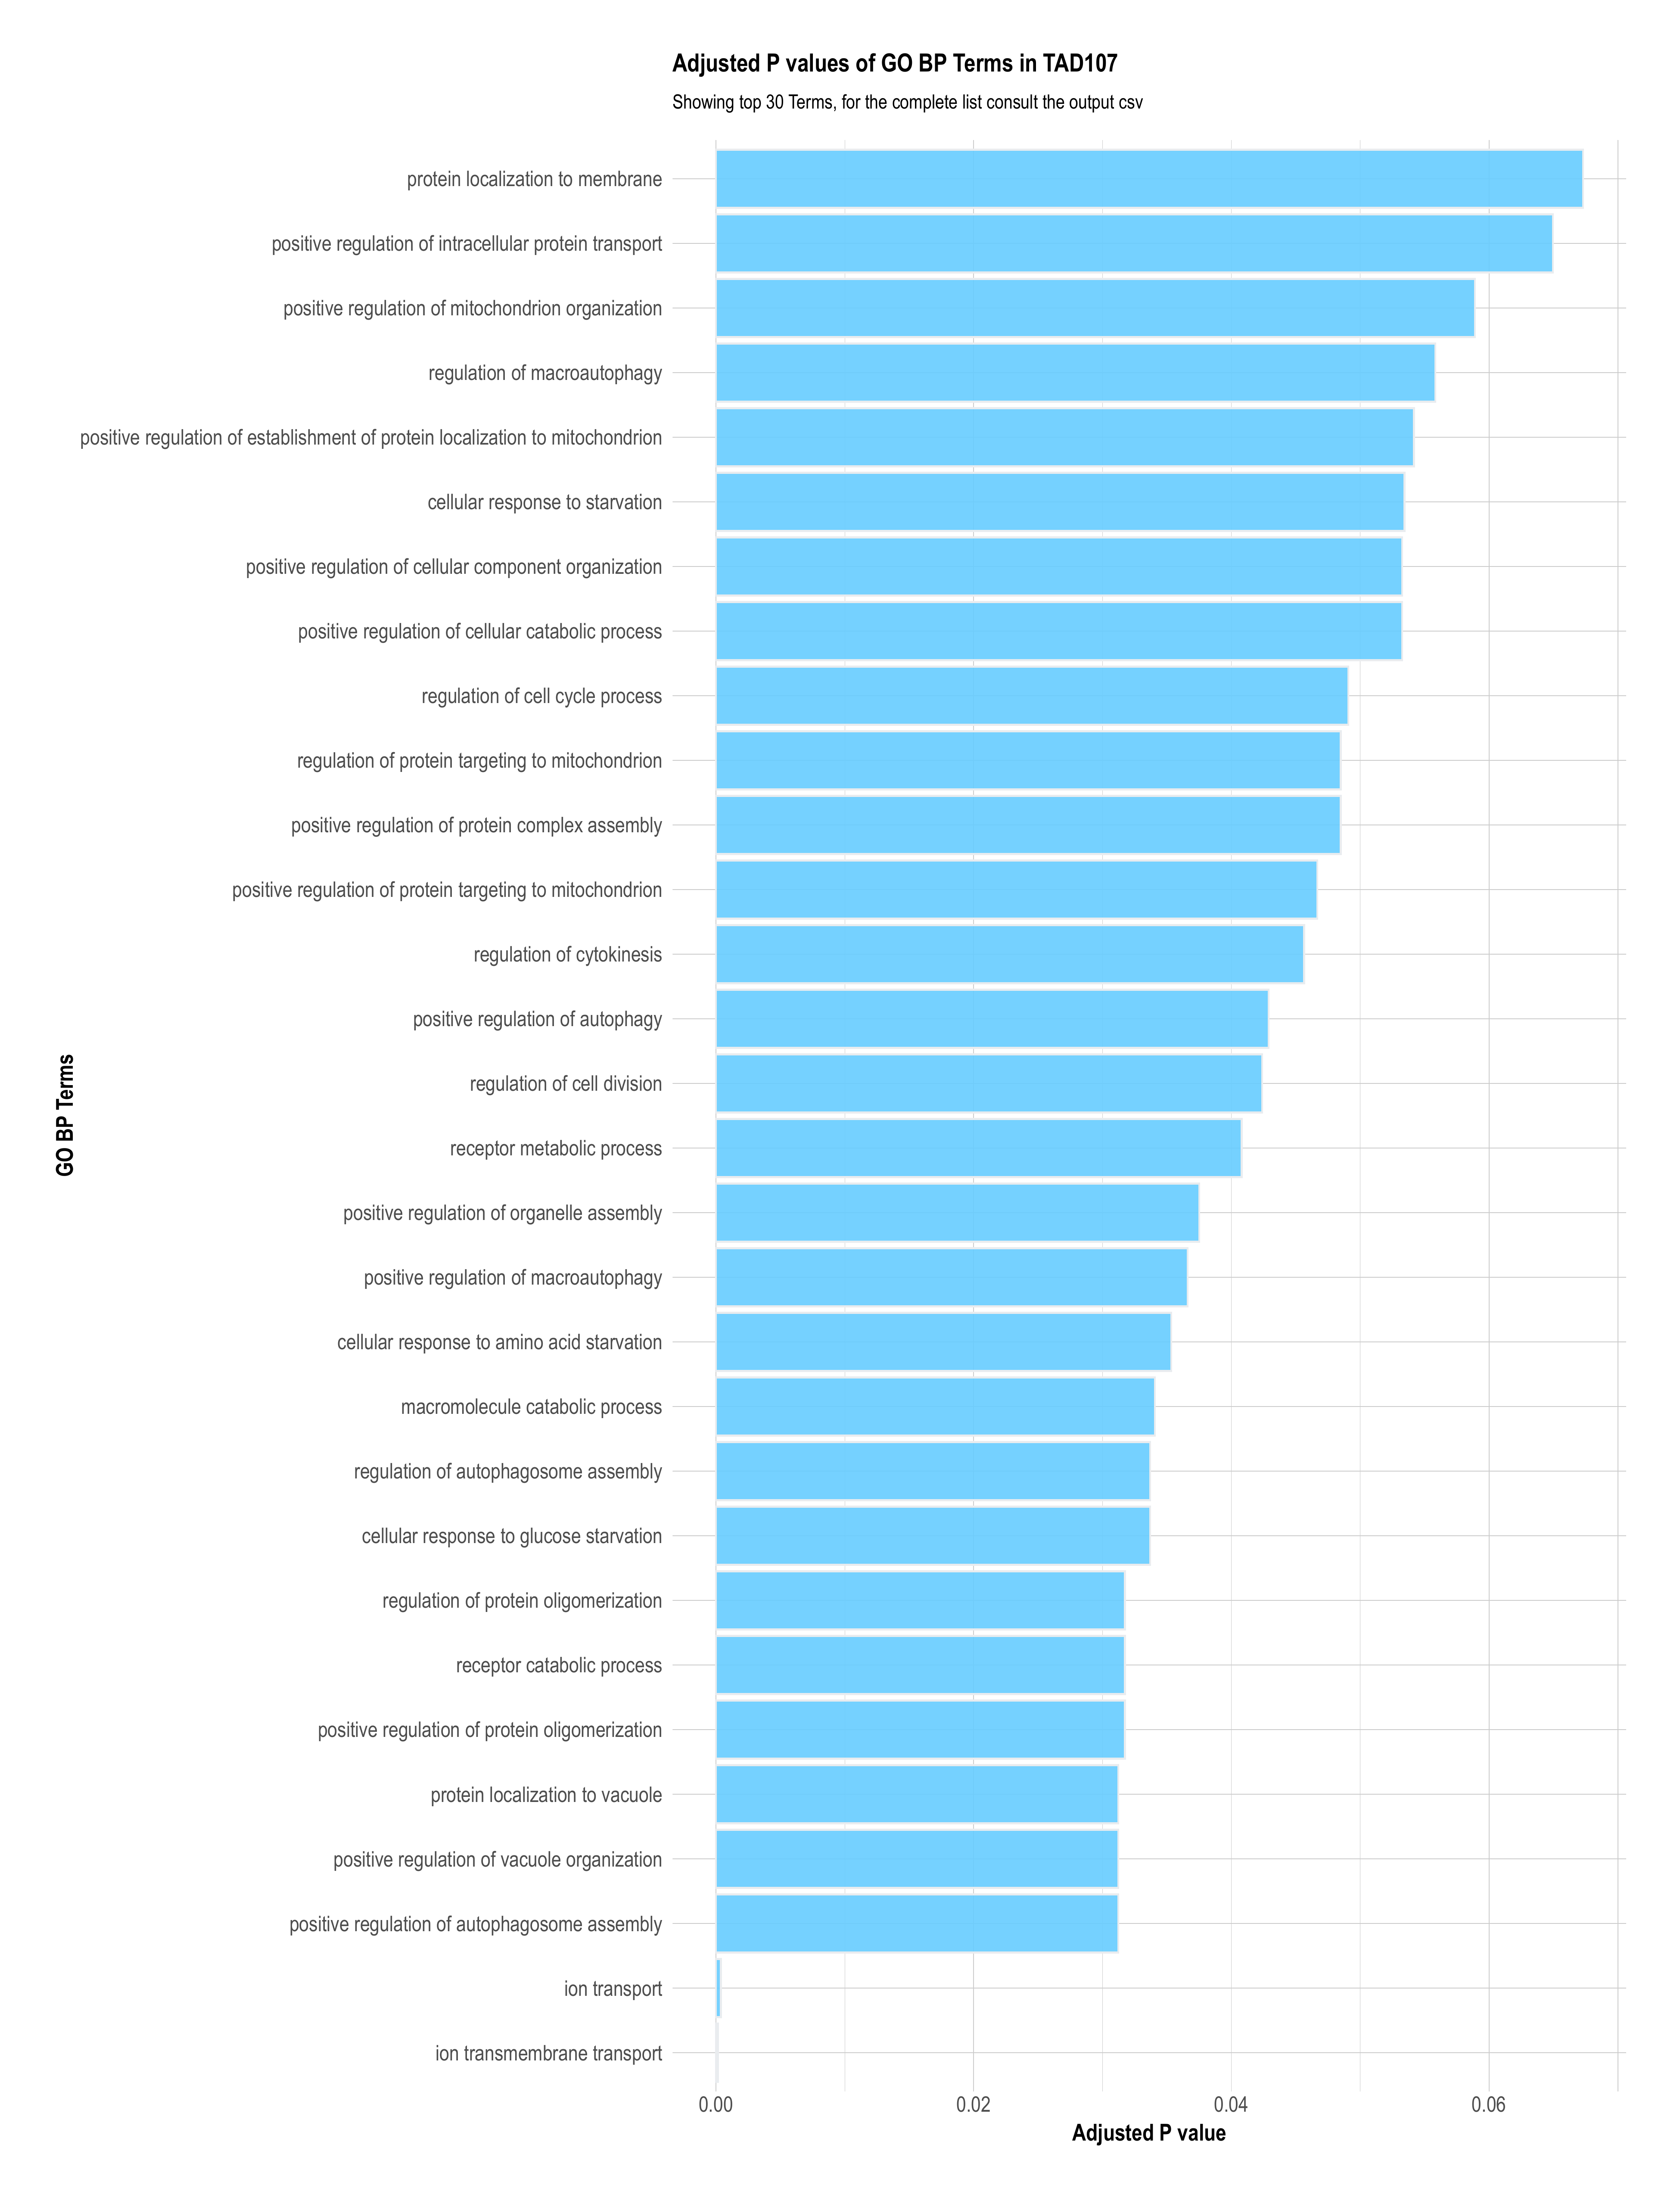 Adjusted P values of GO BP Terms in TAD107
Showing top 30 Terms, for the complete list consult the output csv
protein localization to membrane
positive regulation of intracellular protein transport
positive regulation of mitochondrion organization
regulation of macroautophagy
positive regulation of establishment of protein localization to mitochondrion
cellular response to starvation
positive regulation of cellular component organization
positive regulation of cellular catabolic process
regulation of cell cycle process
regulation of protein targeting to mitochondrion
positive regulation of protein complex assembly
positive regulation of protein targeting to mitochondrion
regulation of cytokinesis
positive regulation of autophagy
regulation of cell division
receptor metabolic process
positive regulation of organelle assembly
positive regulation of macroautophagy
cellular response to amino acid starvation
macromolecule catabolic process
regulation of autophagosome assembly
cellular response to glucose starvation
regulation of protein oligomerization
receptor catabolic process
positive regulation of protein oligomerization
protein localization to vacuole
positive regulation of vacuole organization
positive regulation of autophagosome assembly
ion transport
ion transmembrane transport
GO BP Terms
0.00 0.02 0.04 0.06
Adjusted P value